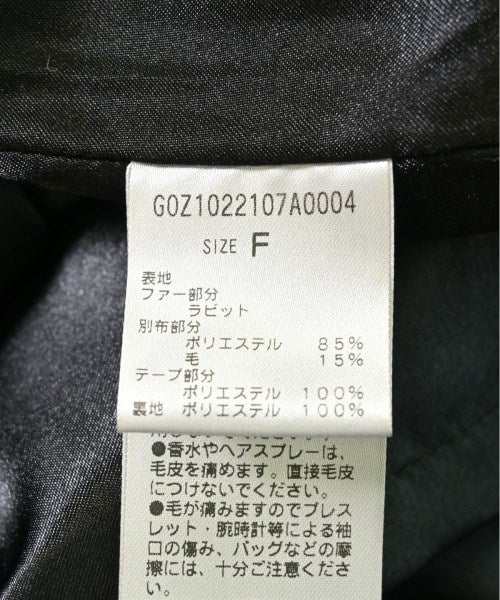 G0Z1022107A0004
SIZE F
表地
ファー部分
ラビット
別布部分
ポリエステル 85%
毛 15%
テープ部分
ポリエステル 100%
裏地 ポリエステル 100%
●香水やヘアスプレーは、
毛皮を痛めます。直接毛皮
につけないでください。
●毛が痛みますのでブレス
レット・腕時計等による袖
口の傷み、バッグなどの摩
擦には、十分ご注意くださ
い。